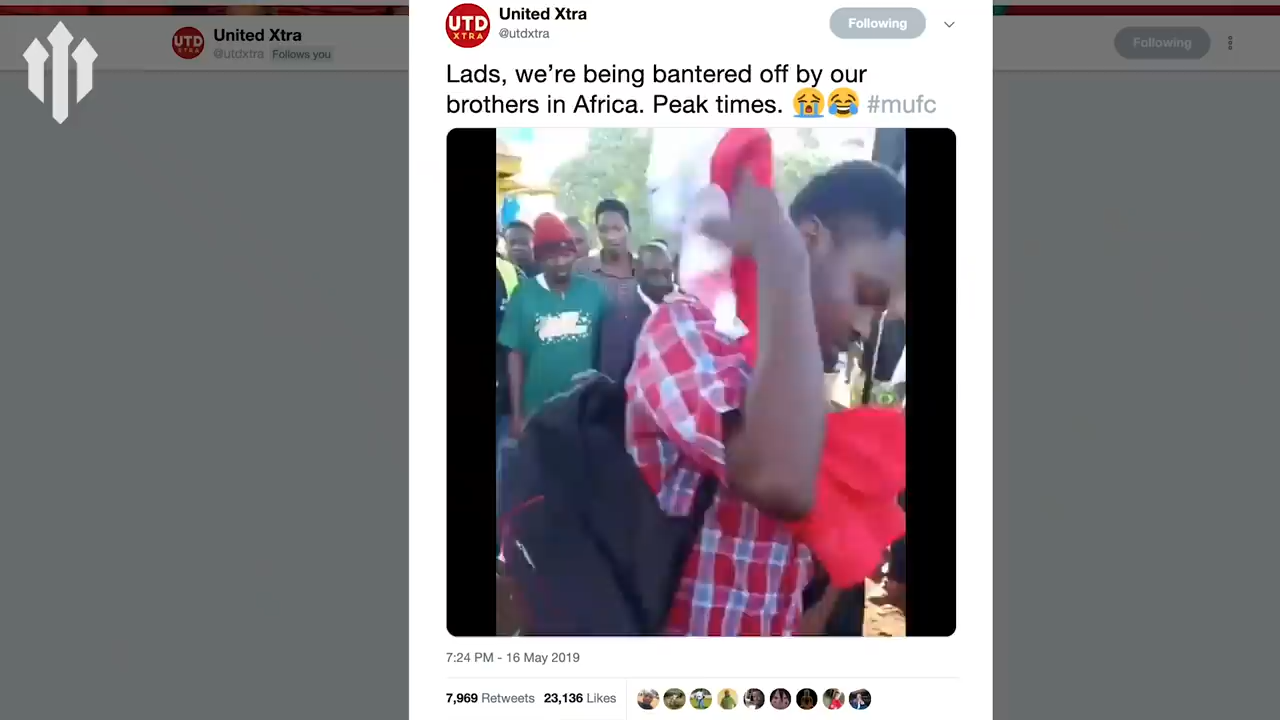 United Xtra
@utdxtra Follows you
Following
UTD
XTRA
United Xtra
@utdxtra
Following
Lads, we’re being bantered off by our
brothers in Africa. Peak times. 😭😂 #mufc
7:24 PM - 16 May 2019
7,969 Retweets 23,136 Likes